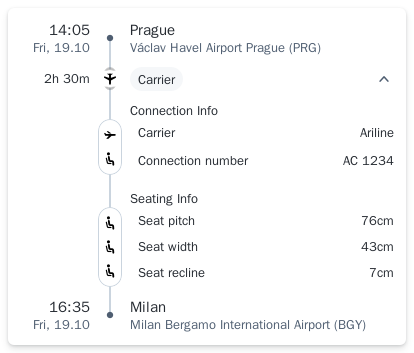 14:05 Prague
Fri, 19.10 Václav Havel Airport Prague (PRG)
2h 30m Carrier
Connection Info
Carrier Ariline
Connection number AC 1234
Seating Info
Seat pitch 76cm
Seat width 43cm
Seat recline 7cm
16:35 Milan
Fri, 19.10 Milan Bergamo International Airport (BGY)